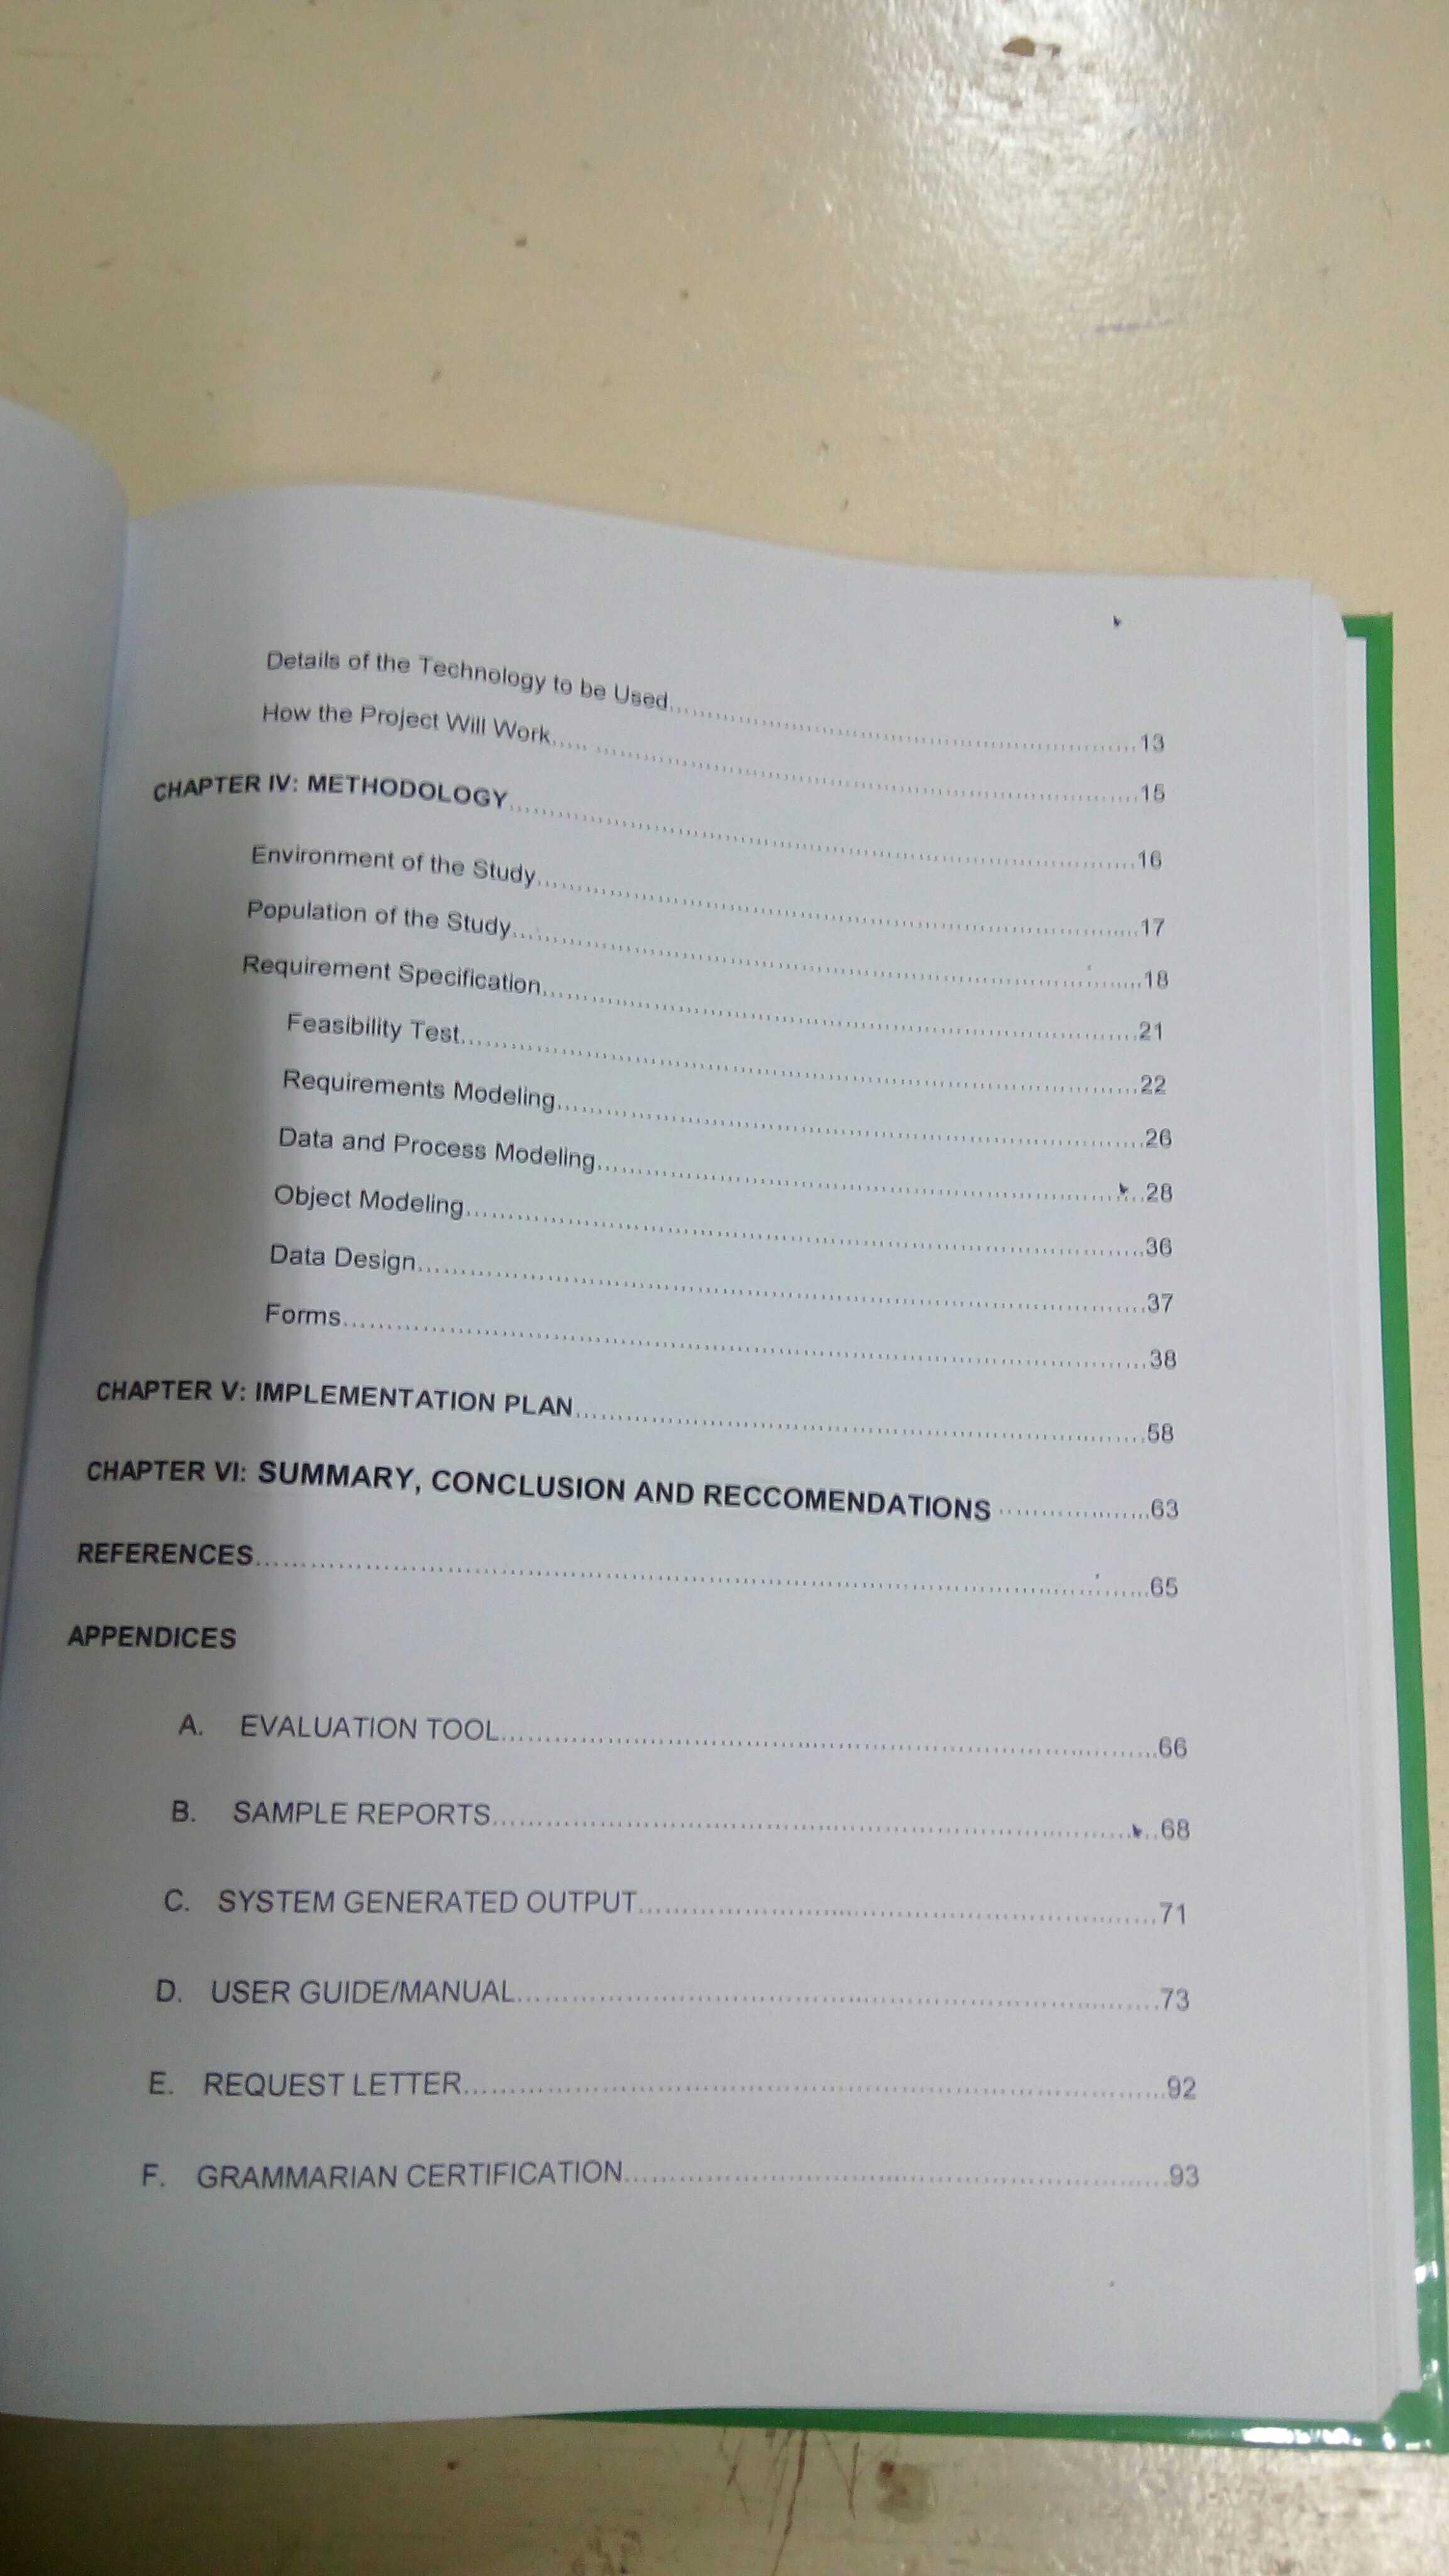 Details of the Technology to be Used.......................................................13
How the Project Will Work..... .......................................................15
CHAPTER IV: METHODOLOGY.......................................................16
Environment of the Study.......................................................17
Population of the Study.......................................................18
Requirement Specification.......................................................21
Feasibility Test.......................................................22
Requirements Modeling.......................................................26
Data and Process Modeling.......................................................28
Object Modeling.......................................................36
Data Design.......................................................37
Forms.......................................................38
CHAPTER V: IMPLEMENTATION PLAN.......................................................58
CHAPTER VI: SUMMARY, CONCLUSION AND RECCOMENDATIONS ...................63
REFERENCES.......................................................65
APPENDICES
A. EVALUATION TOOL.......................................................66
B. SAMPLE REPORTS.......................................................68
C. SYSTEM GENERATED OUTPUT.......................................................71
D. USER GUIDE/MANUAL.......................................................73
E. REQUEST LETTER.......................................................92
F. GRAMMARIAN CERTIFICATION.......................................................93